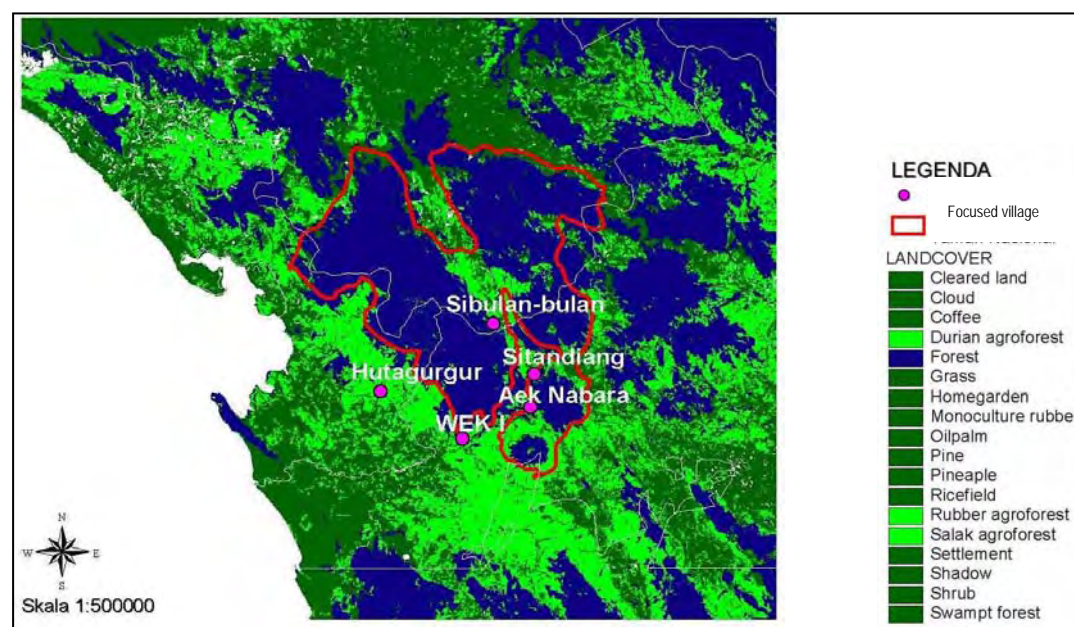 Sibulan-bulan
Sitandiang
Hutagurgur
Aek Nabara
WEK I
N
W E
S
Skala 1:500000
LEGENDA
Focused village
LANDCOVER
Cleared land
Cloud
Coffee
Durian agroforest
Forest
Grass
Homegarden
Monoculture rubbe
Oilpalm
Pine
Pineaple
Ricefield
Rubber agroforest
Salak agroforest
Settlement
Shadow
Shrub
Swampt forest